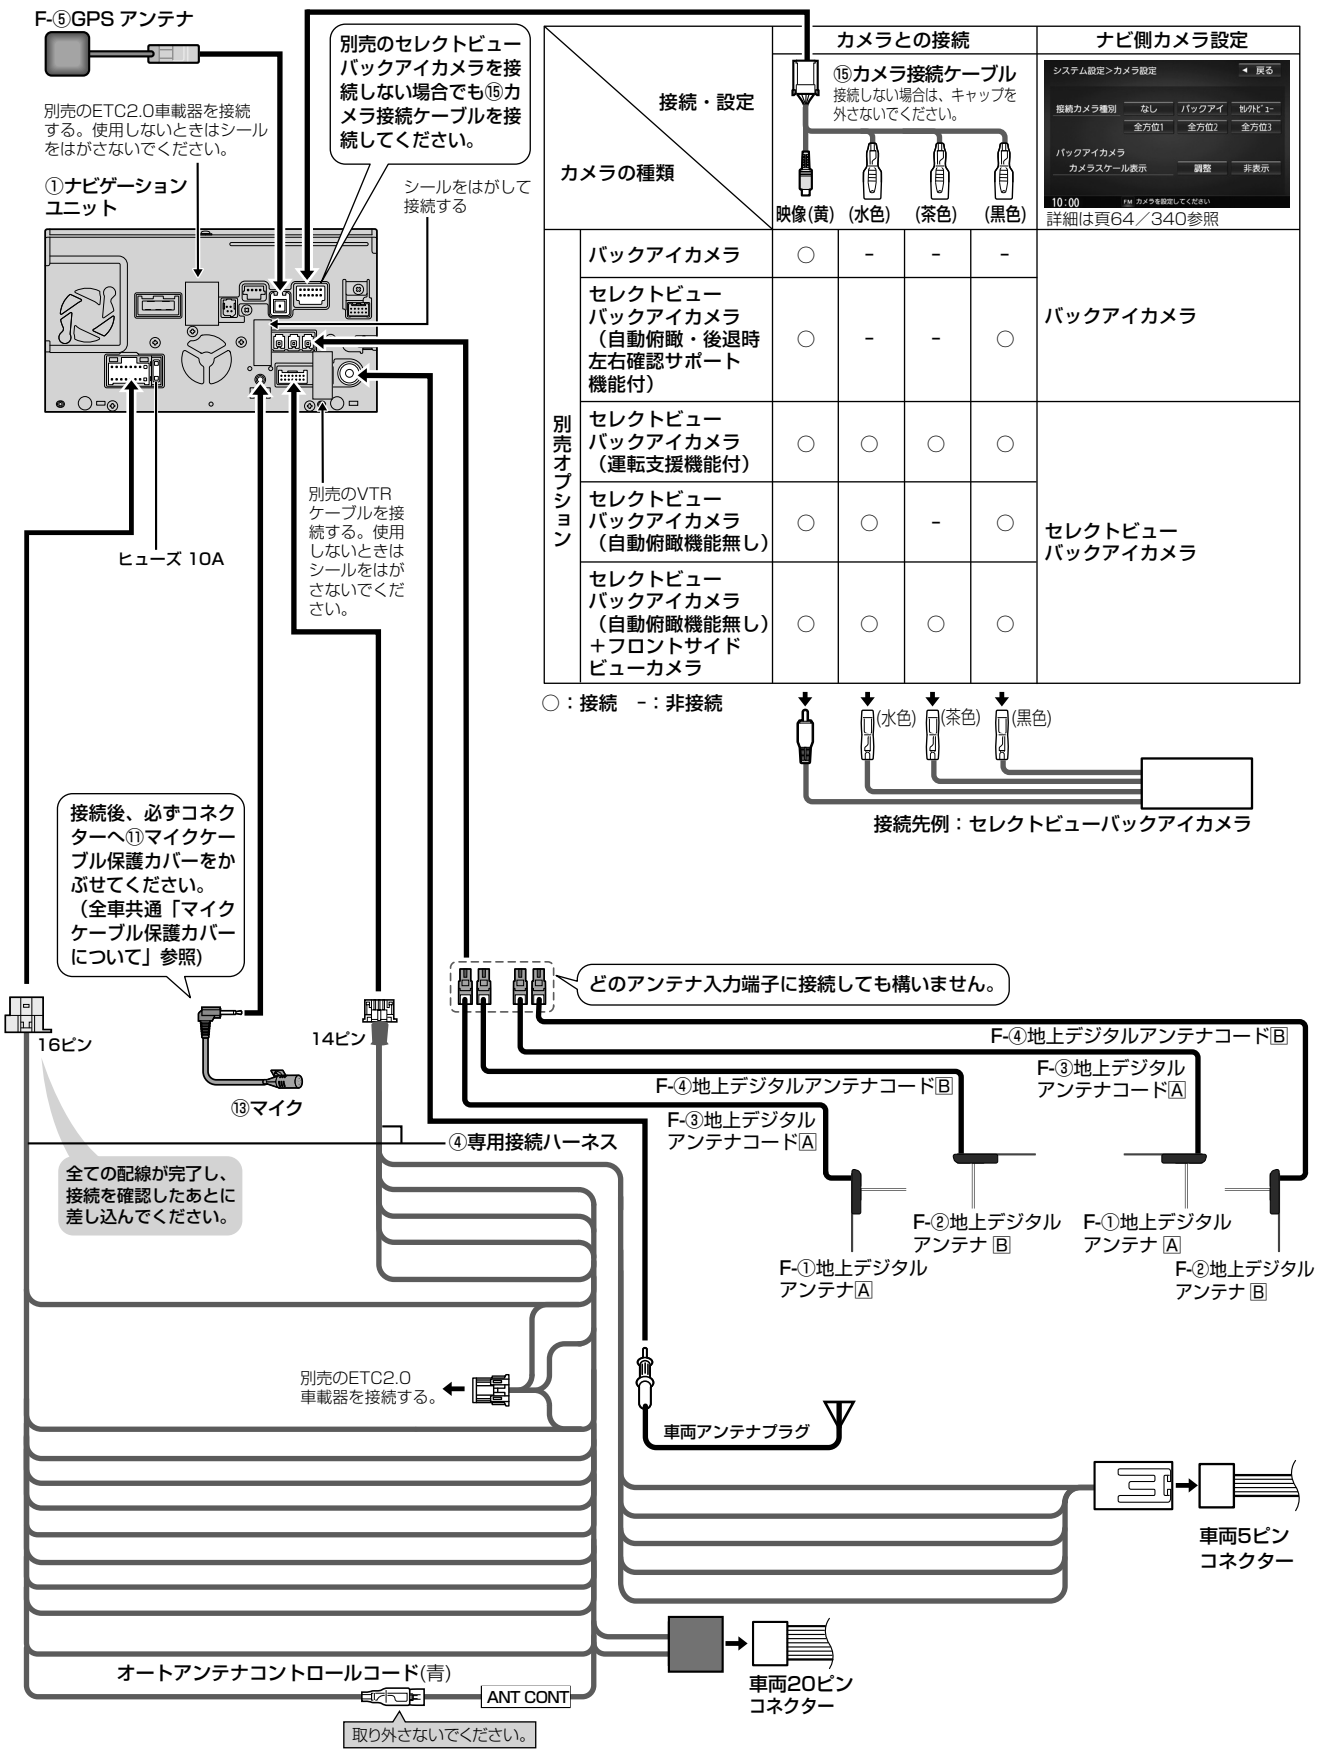 F-⑤GPS アンテナ
別売のETC2.0車載器を接続
する。使用しないときはシール
をはがさないでください。
①ナビゲーション
ユニット
別売のセレクトビュー
バックアイカメラを接
続しない場合でも⑮カ
メラ接続ケーブルを接
続してください。
シールをはがして
接続する
ヒューズ 10A
別売のVTR
ケーブルを接
続する。使用
しないときは
シールをはが
さないでくだ
さい。
接続・設定
カメラの種類
カメラとの接続
ナビ側カメラ設定
⑮カメラ接続ケーブル
接続しない場合は、キャップを
外さないでください。
映像(黄)
(水色)
(茶色)
(黒色)
システム設定>カメラ設定
戻る
接続カメラ種別
なし
バックアイ
セレクトビュー
全方位1
全方位2
全方位3
バックアイカメラ
カメラスケール表示
調整
非表示
10:00
FM カメラを設定してください
詳細は頁64／340参照
別売オプション
バックアイカメラ
○ － － －
セレクトビュー
バックアイカメラ
（自動俯瞰・後退時
左右確認サポート
機能付）
○ － － ○
バックアイカメラ
セレクトビュー
バックアイカメラ
（運転支援機能付）
○ ○ ○ ○
セレクトビュー
バックアイカメラ
（自動俯瞰機能無し）
○ ○ － ○
セレクトビュー
バックアイカメラ
（自動俯瞰機能無し）
＋フロントサイド
ビューカメラ
○ ○ ○ ○
セレクトビュー
バックアイカメラ
○：接続　－：非接続
(水色)
(茶色)
(黒色)
接続先例：セレクトビューバックアイカメラ
接続後、必ずコネク
ターへ⑪マイクケー
ブル保護カバーをか
ぶせてください。
（全車共通「マイク
ケーブル保護カバー
について」参照)
16ピン
⑬マイク
14ピン
どのアンテナ入力端子に接続しても構いません。
F-④地上デジタルアンテナコードB
F-③地上デジタル
アンテナコードA
F-④地上デジタルアンテナコードB
F-③地上デジタル
アンテナコードA
④専用接続ハーネス
全ての配線が完了し、
接続を確認したあとに
差し込んでください。
F-②地上デジタル
アンテナ B
F-①地上デジタル
アンテナ A
F-①地上デジタル
アンテナA
F-②地上デジタル
アンテナ B
別売のETC2.0
車載器を接続する。
車両アンテナプラグ
車両5ピン
コネクター
車両20ピン
コネクター
オートアンテナコントロールコード(青)
ANT CONT
取り外さないでください。